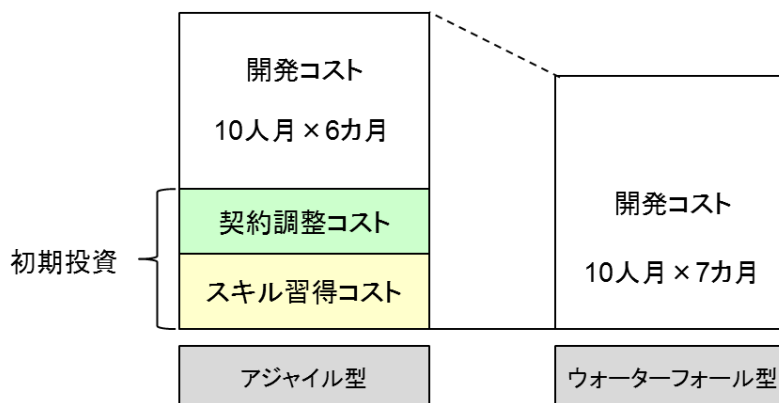 開発コスト
10人月×6カ月
契約調整コスト
スキル習得コスト
初期投資
アジャイル型
開発コスト
10人月×7カ月
ウォーターフォール型